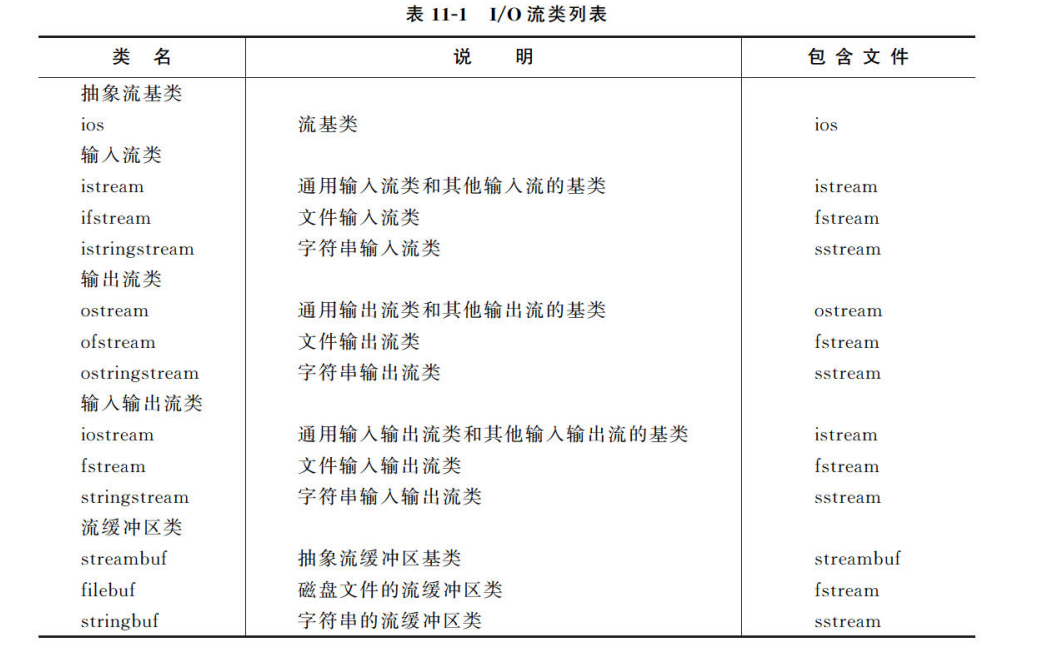 表 11-1 I/O 流类列表
类 名 说 明 包 含 文 件
抽象流基类
ios 流基类 ios
输入流类
istream 通用输入流类和其他输入流的基类 istream
ifstream 文件输入流类 fstream
istringstream 字符串输入流类 sstream
输出流类
ostream 通用输出流类和其他输出流的基类 ostream
ofstream 文件输出流类 fstream
ostringstream 字符串输出流类 sstream
输入输出流类
iostream 通用输入输出流类和其他输入输出流的基类 istream
fstream 文件输入输出流类 fstream
stringstream 字符串输入输出流类 sstream
流缓冲区类
streambuf 抽象流缓冲区基类 streambuf
filebuf 磁盘文件的流缓冲区类 fstream
stringbuf 字符串的流缓冲区类 sstream